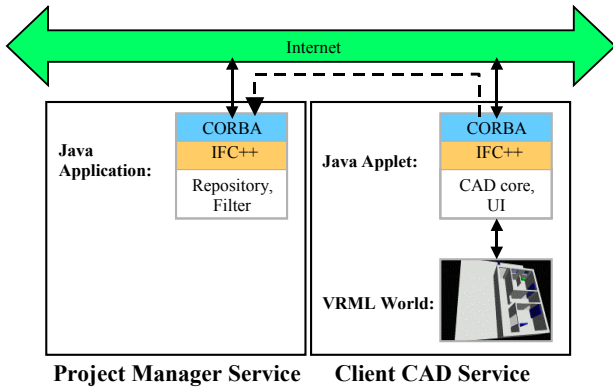 Internet
Java
Application:
CORBA
IFC++
Repository,
Filter
Java Applet:
CORBA
IFC++
CAD core,
UI
VRML World:
Project Manager Service
Client CAD Service